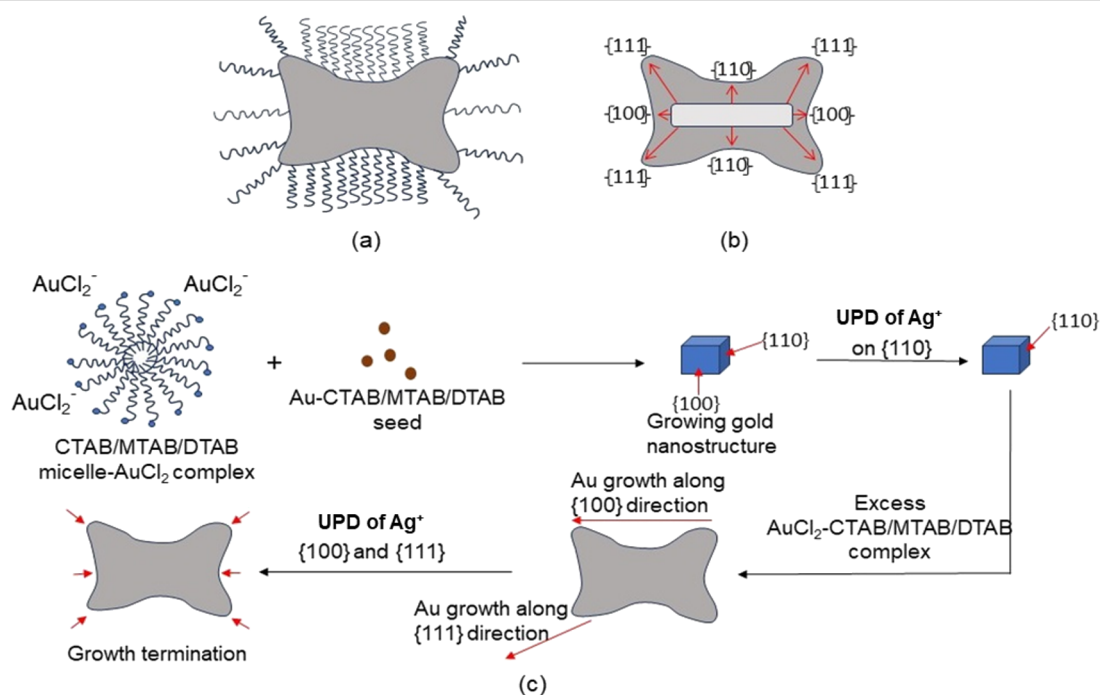 {111}
{111}
{110}
{100}
{100}
{110}
{111}
{111}
(a)
(b)
AuCl₂⁻
AuCl₂⁻
AuCl₂⁻
CTAB/MTAB/DTAB
micelle-AuCl₂ complex
+
Au-CTAB/MTAB/DTAB
seed
{110}
{100}
Growing gold
nanostructure
UPD of Ag⁺
on {110}
{110}
Excess
AuCl₂-CTAB/MTAB/DTAB
complex
Au growth along
{100} direction
Au growth along
{111} direction
UPD of Ag⁺
{100} and {111}
Growth termination
(c)